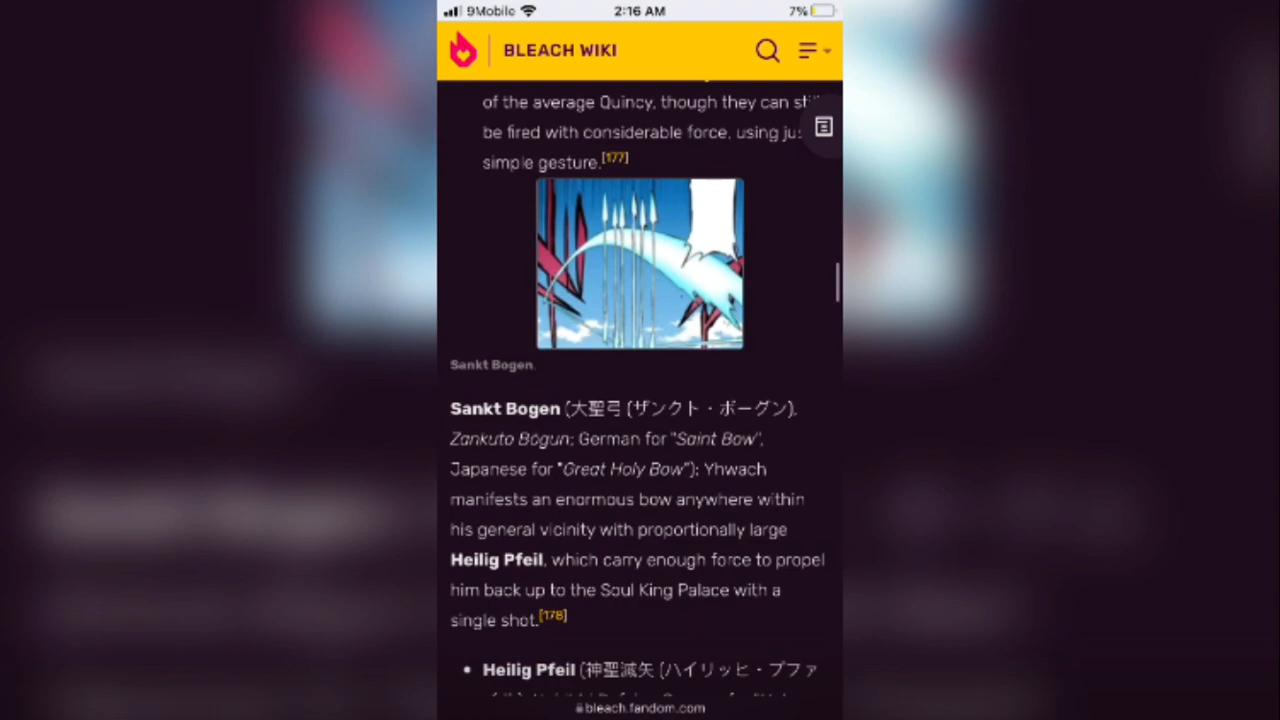 9Mobile
2:16 AM
7%
BLEACH WIKI
of the average Quincy, though they can sti
be fired with considerable force, using ju
simple gesture.[177]
Sankt Bogen.
Sankt Bogen (大聖弓 (ザンクト・ボーグン),
Zankuto Bōgun; German for "Saint Bow",
Japanese for "Great Holy Bow"); Yhwach
manifests an enormous bow anywhere within
his general vicinity with proportionally large
Heilig Pfeil, which carry enough force to propel
him back up to the Soul King Palace with a
single shot.[178]
• Heilig Pfeil (神聖滅矢 (ハイリッヒ・プファ
bleach.fandom.com